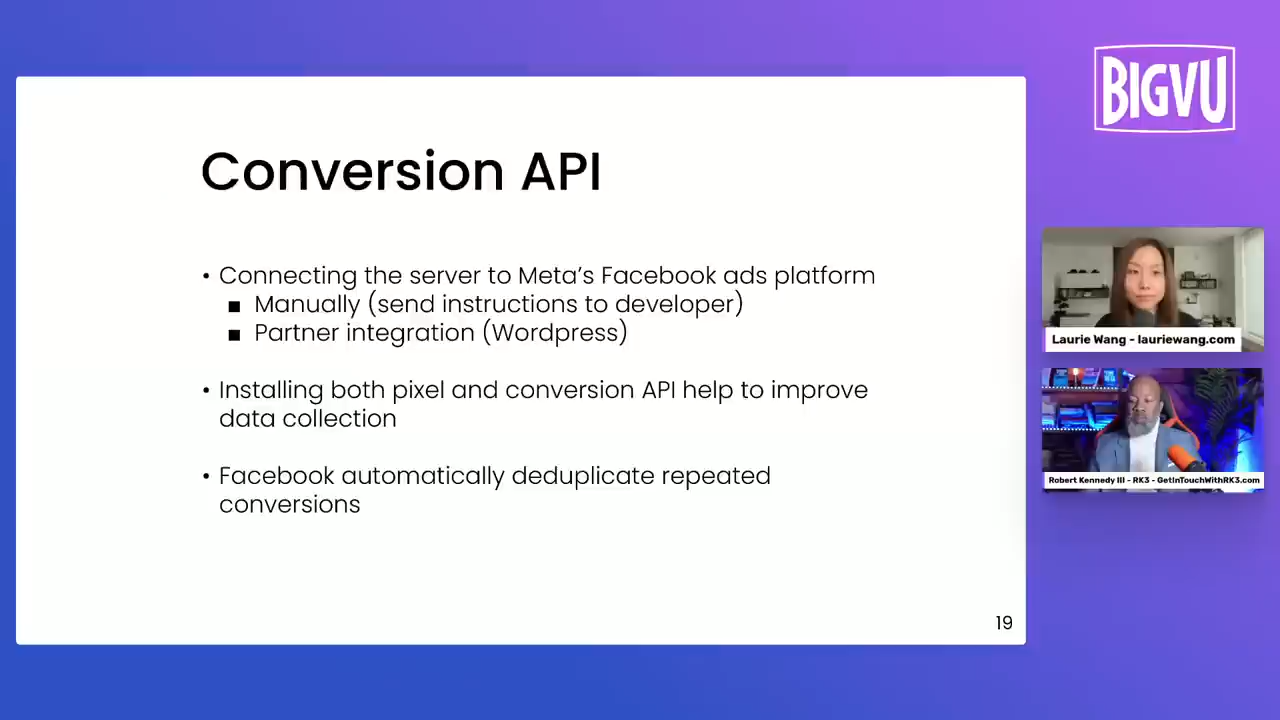 BIGVU
Conversion API
• Connecting the server to Meta's Facebook ads platform
■ Manually (send instructions to developer)
■ Partner integration (Wordpress)
• Installing both pixel and conversion API help to improve
data collection
• Facebook automatically deduplicate repeated
conversions
19
Laurie Wang - lauriewang.com
Robert Kennedy III - RK3 - GetInTouchWithRK3.com